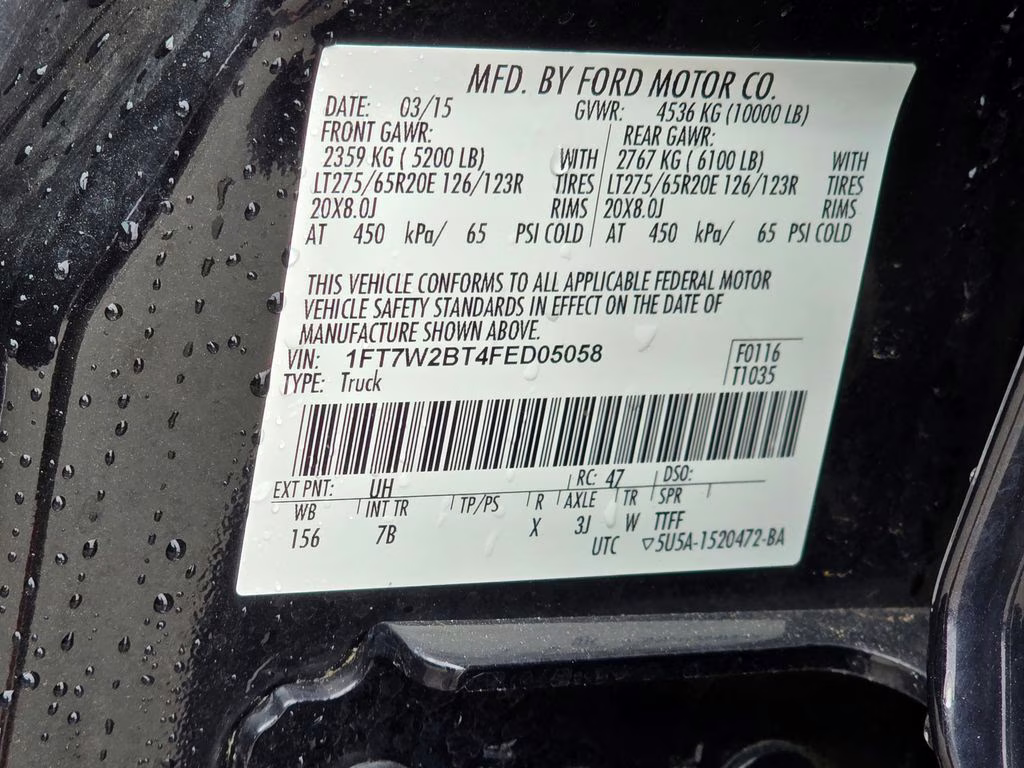 MFD. BY FORD MOTOR CO.
DATE: 03/15 GVWR: 4536 KG (10000 LB)
FRONT GAWR: REAR GAWR:
2359 KG ( 5200 LB) WITH 2767 KG ( 6100 LB) WITH
LT275/65R20E 126/123R TIRES LT275/65R20E 126/123R TIRES
20X8.0J RIMS 20X8.0J RIMS
AT 450 kPa/ 65 PSI COLD AT 450 kPa/ 65 PSI COLD
THIS VEHICLE CONFORMS TO ALL APPLICABLE FEDERAL MOTOR
VEHICLE SAFETY STANDARDS IN EFFECT ON THE DATE OF
MANUFACTURE SHOWN ABOVE.
VIN: 1FT7W2BT4FED05058 F0116
TYPE: Truck T1035
EXT PNT: UH RC: 47 DSO:
WB INT TR TP/PS R AXLE TR SPR
156 7B X 3J W TTFF
UTC ▽5U5A-1520472-BA